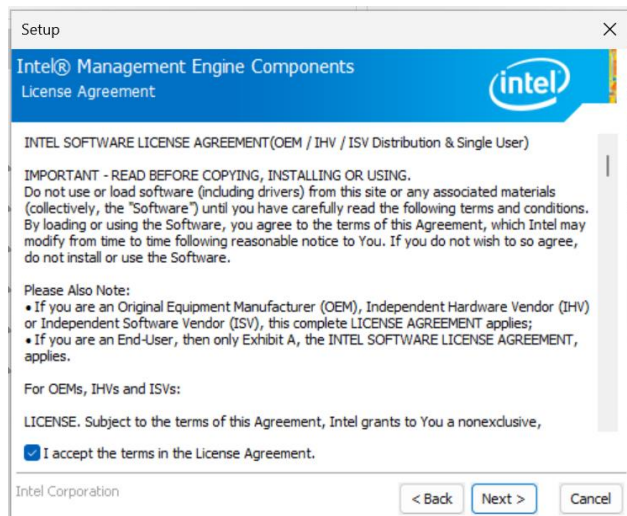 Setup
Intel® Management Engine Components
License Agreement
intel
INTEL SOFTWARE LICENSE AGREEMENT(OEM / IHV / ISV Distribution & Single User)
IMPORTANT - READ BEFORE COPYING, INSTALLING OR USING.
Do not use or load software (including drivers) from this site or any associated materials
(collectively, the "Software") until you have carefully read the following terms and conditions.
By loading or using the Software, you agree to the terms of this Agreement, which Intel may
modify from time to time following reasonable notice to You. If you do not wish to so agree,
do not install or use the Software.
Please Also Note:
• If you are an Original Equipment Manufacturer (OEM), Independent Hardware Vendor (IHV)
or Independent Software Vendor (ISV), this complete LICENSE AGREEMENT applies;
• If you are an End-User, then only Exhibit A, the INTEL SOFTWARE LICENSE AGREEMENT,
applies.
For OEMs, IHVs and ISVs:
LICENSE. Subject to the terms of this Agreement, Intel grants to You a nonexclusive,
I accept the terms in the License Agreement.
Intel Corporation
< Back Next > Cancel